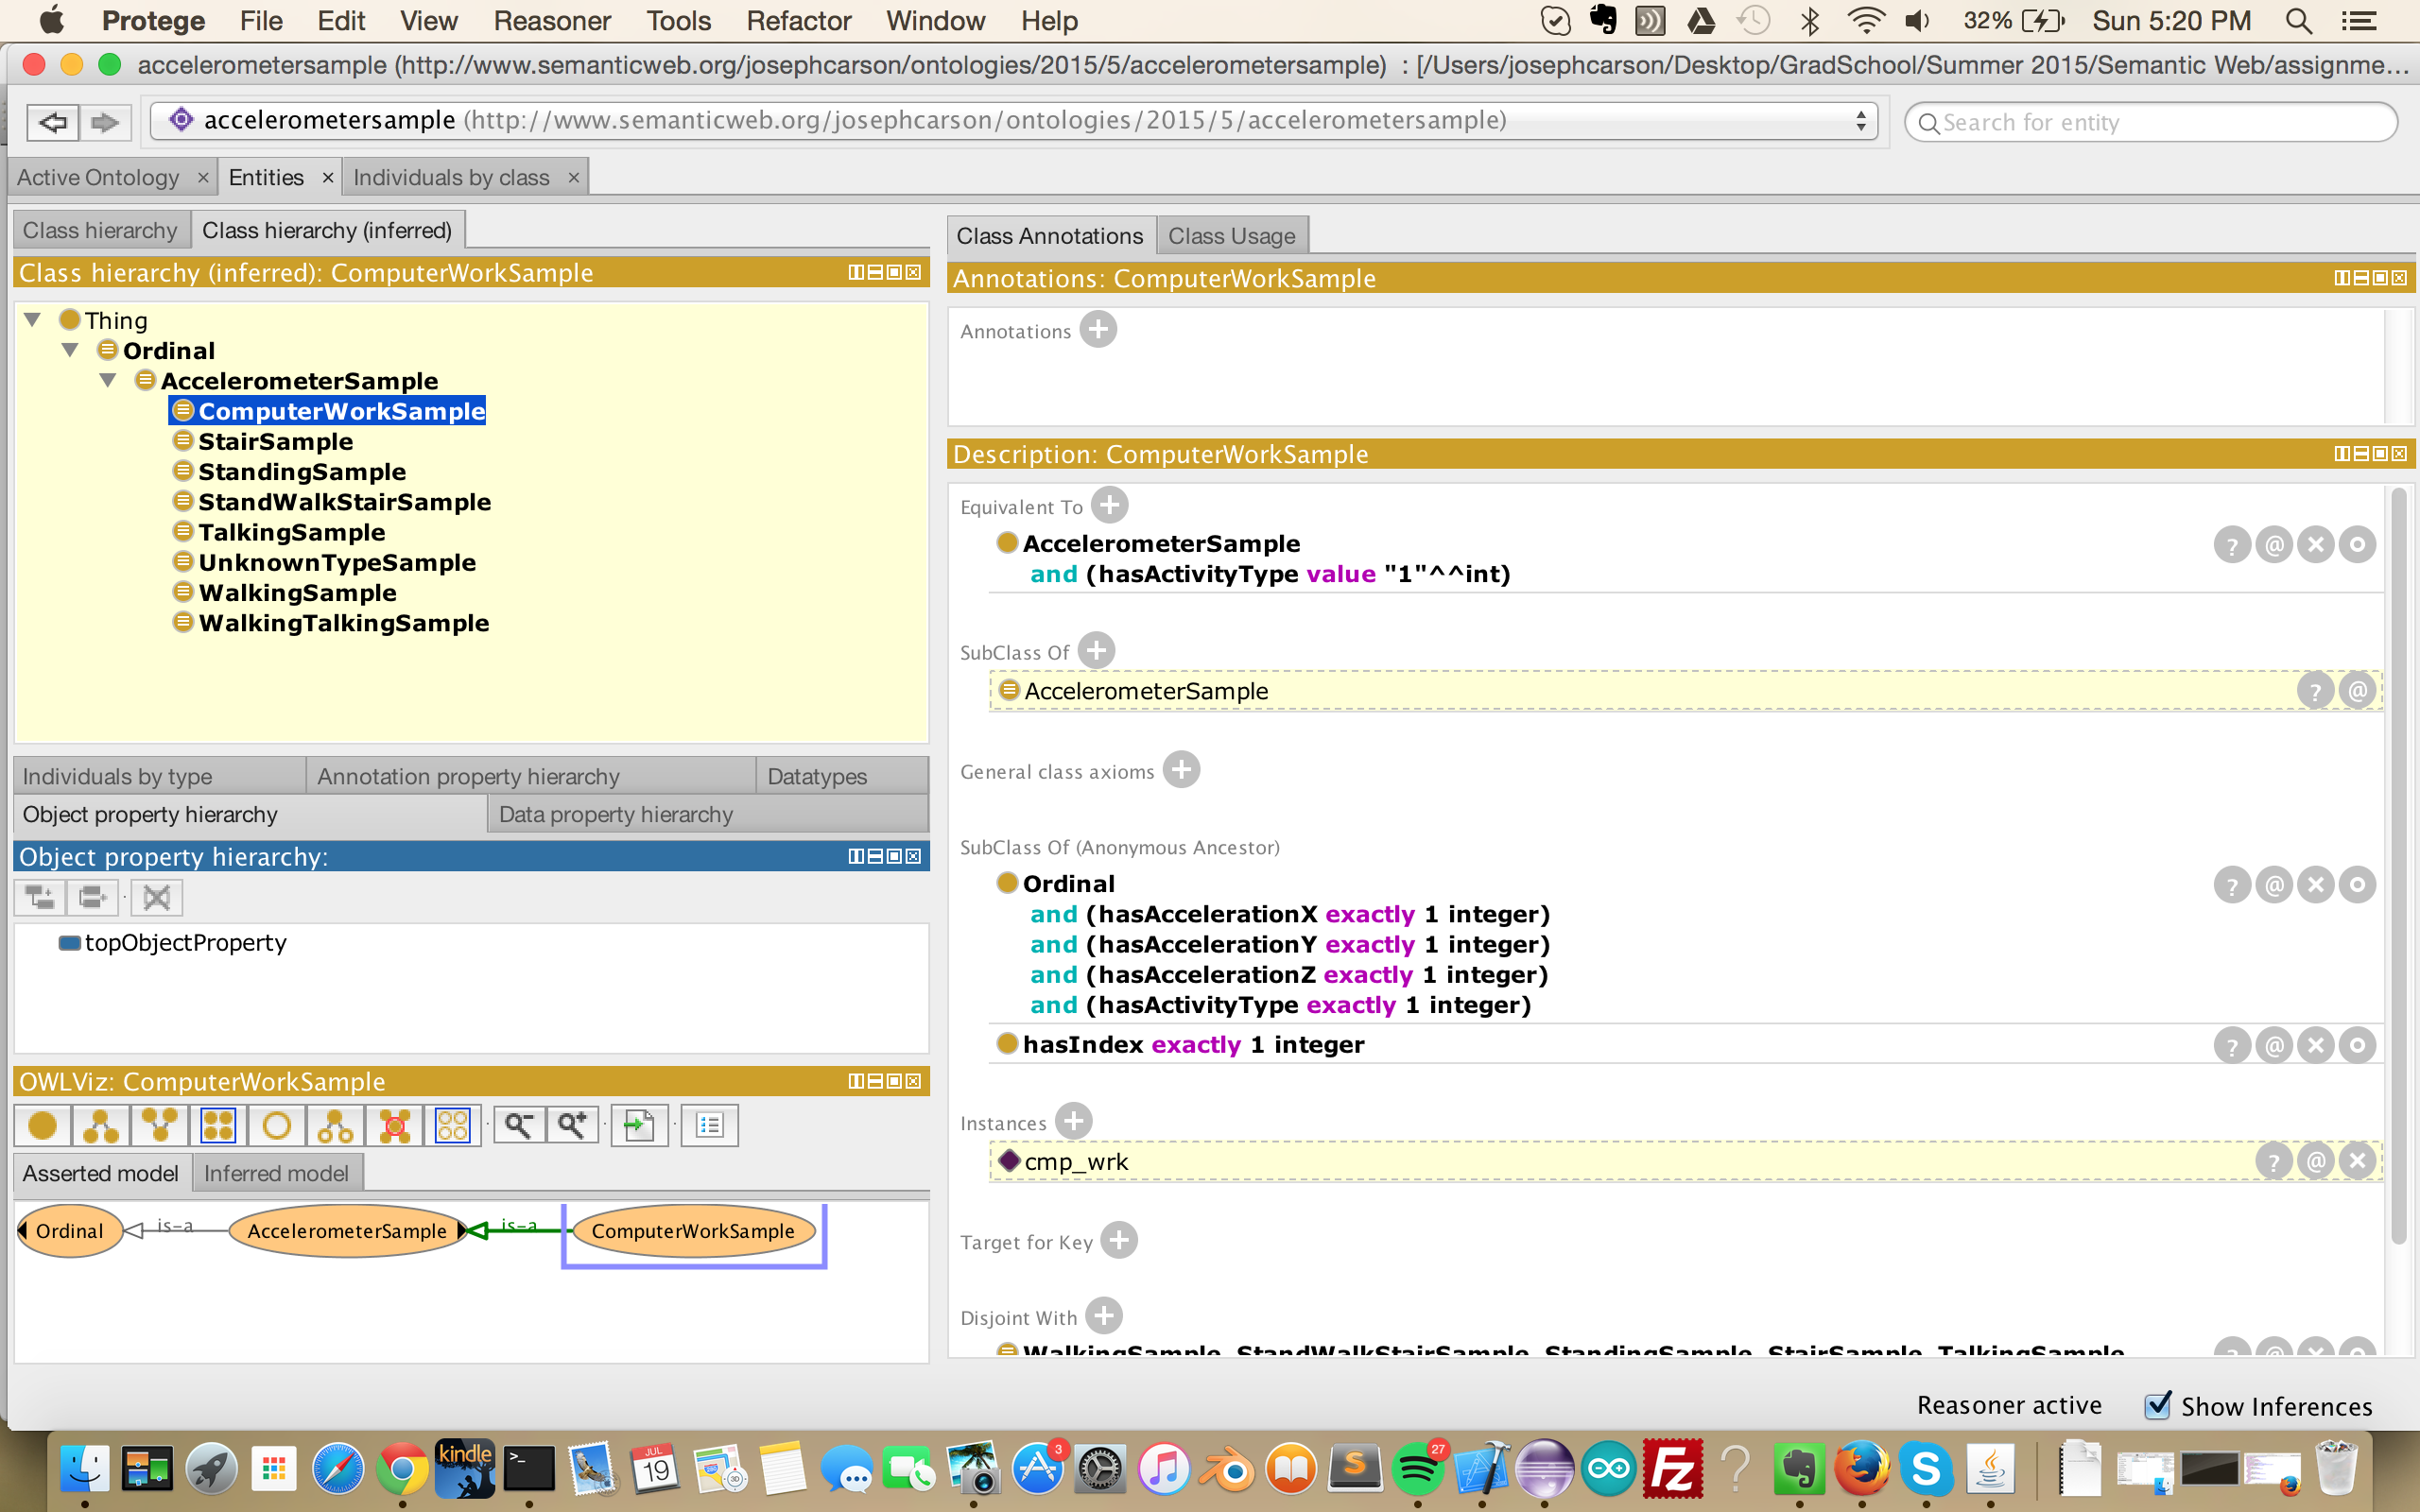 Protege File Edit View Reasoner Tools Refactor Window Help 32% Sun 5:20 PM
accelerometersample (http://www.semanticweb.org/josephcarson/ontologies/2015/5/accelerometersample) : [/Users/josephcarson/Desktop/GradSchool/Summer 2015/Semantic Web/assignme...
accelerometersample (http://www.semanticweb.org/josephcarson/ontologies/2015/5/accelerometersample)
Search for entity
Active Ontology × Entities × Individuals by class ×
Class hierarchy Class hierarchy (inferred)
Class hierarchy (inferred): ComputerWorkSample
Thing
Ordinal
AccelerometerSample
ComputerWorkSample
StairSample
StandingSample
StandWalkStairSample
TalkingSample
UnknownTypeSample
WalkingSample
WalkingTalkingSample
Individuals by type Annotation property hierarchy Datatypes
Object property hierarchy Data property hierarchy
Object property hierarchy:
topObjectProperty
OWLViz: ComputerWorkSample
Asserted model Inferred model
Ordinal is-a AccelerometerSample is-a ComputerWorkSample
Class Annotations Class Usage
Annotations: ComputerWorkSample
Annotations
Description: ComputerWorkSample
Equivalent To
AccelerometerSample
and (hasActivityType value "1"^^int)
SubClass Of
AccelerometerSample
General class axioms
SubClass Of (Anonymous Ancestor)
Ordinal
and (hasAccelerationX exactly 1 integer)
and (hasAccelerationY exactly 1 integer)
and (hasAccelerationZ exactly 1 integer)
and (hasActivityType exactly 1 integer)
hasIndex exactly 1 integer
Instances
cmp_wrk
Target for Key
Disjoint With
WalkingSample, StandWalkStairSample, StandingSample, StairSample, TalkingSample,
Reasoner active Show Inferences
kindle JUL 19 3D 3 S 27 Fz S